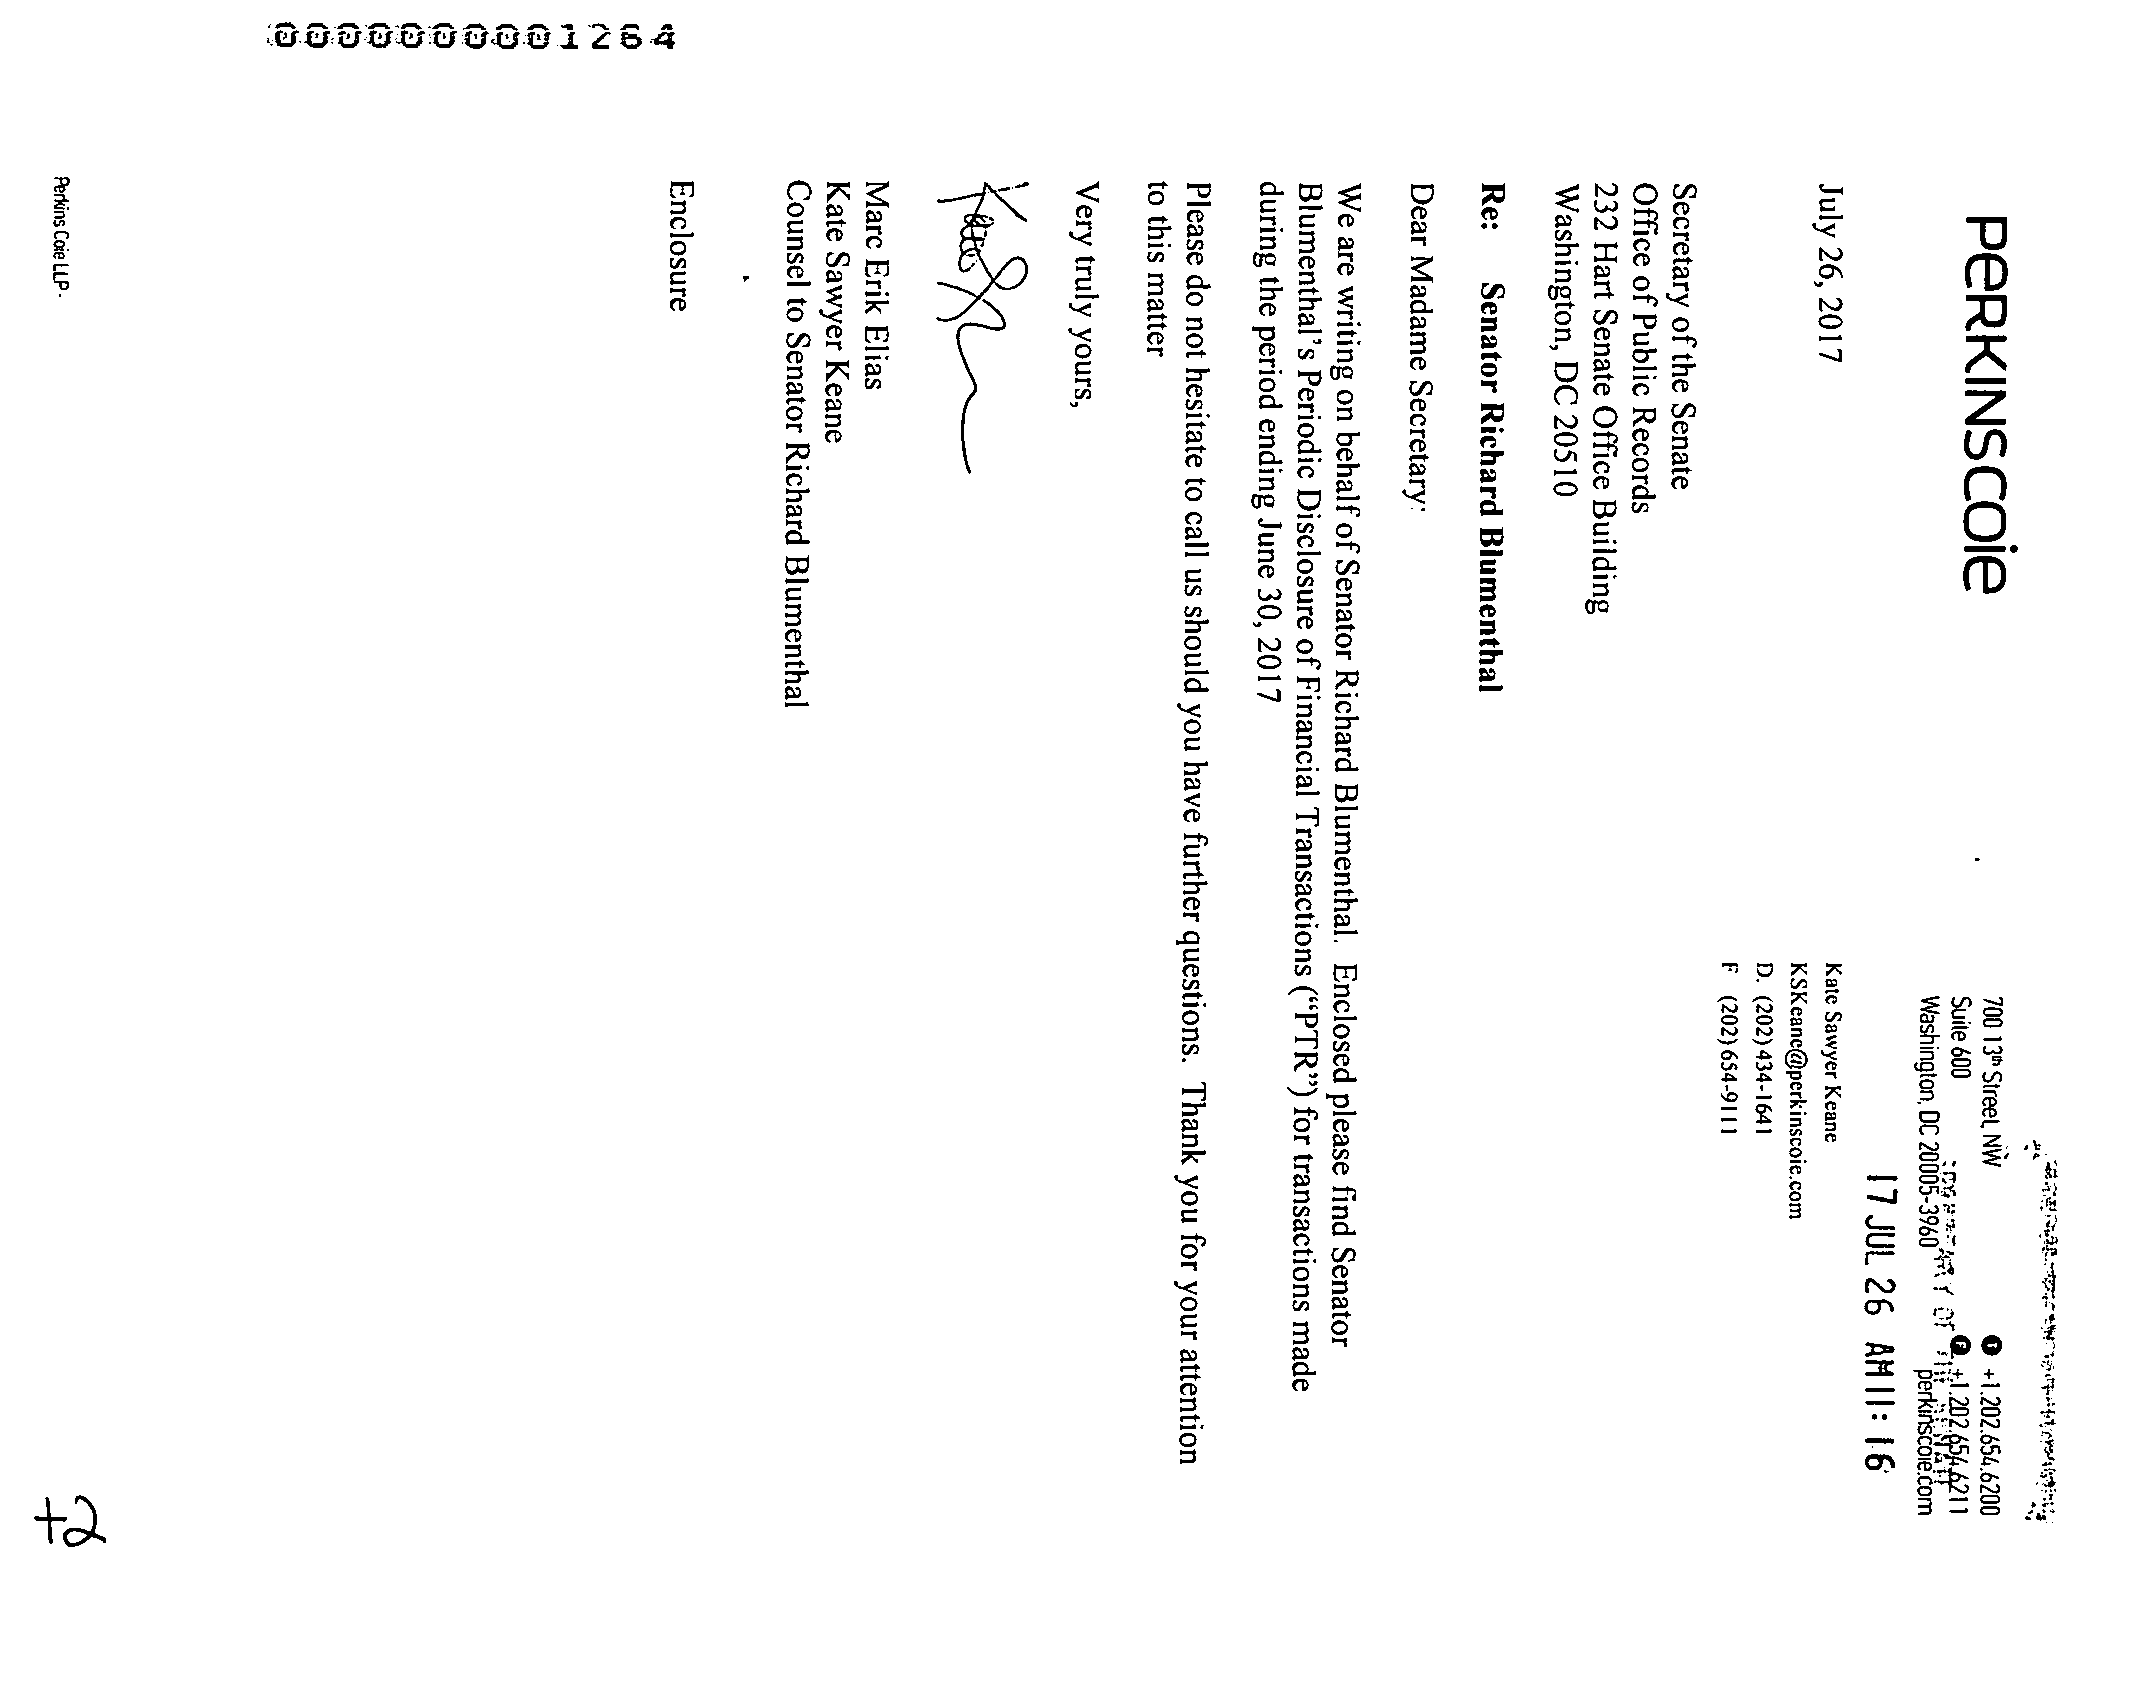 PERKINSCOIE
700 13th Street, NW
Suite 600
Washington, DC 20005-3960
+1.202.654.6200
+1.202.654.6211
perkinscoie.com
17 JUL 26 AM 11: 16
July 26, 2017
Kate Sawyer Keane
KSKeane@perkinscoie.com
D. (202) 434-1641
F (202) 654-9111
Secretary of the Senate
Office of Public Records
232 Hart Senate Office Building
Washington, DC 20510
Re: Senator Richard Blumenthal
Dear Madame Secretary:
We are writing on behalf of Senator Richard Blumenthal. Enclosed please find Senator
Blumenthal's Periodic Disclosure of Financial Transactions (“PTR”) for transactions made
during the period ending June 30, 2017
Please do not hesitate to call us should you have further questions. Thank you for your attention
to this matter
Very truly yours,
Marc Erik Elias
Kate Sawyer Keane
Counsel to Senator Richard Blumenthal
Enclosure
Perkins Coie LLP
+2
0000000001264